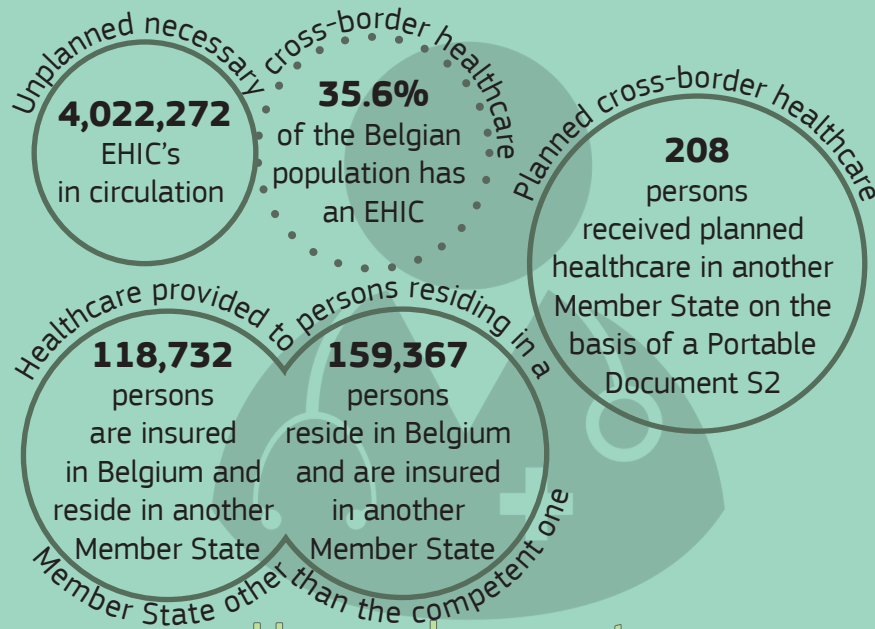 Unplanned necessary cross-border healthcare
4,022,272
EHIC's
in circulation
35.6%
of the Belgian
population has
an EHIC
Planned cross-border healthcare
208
persons
received planned
healthcare in another
Member State on the
basis of a Portable
Document S2
Healthcare provided to persons residing in a
Member State other than the competent one
118,732
persons
are insured
in Belgium and
reside in another
Member State
159,367
persons
reside in Belgium
and are insured
in another
Member State